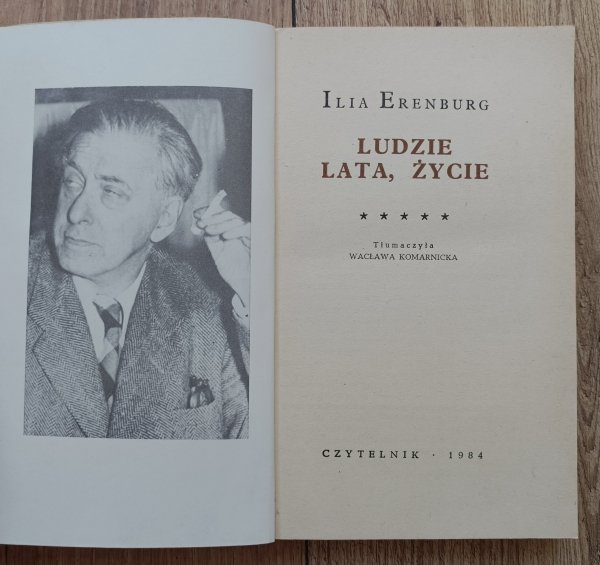 ILIA ERENBURG
LUDZIE
LATA, ŻYCIE
★ ★ ★ ★ ★
Tłumaczyła
WACŁAWA KOMARNICKA
CZYTELNIK · 1984